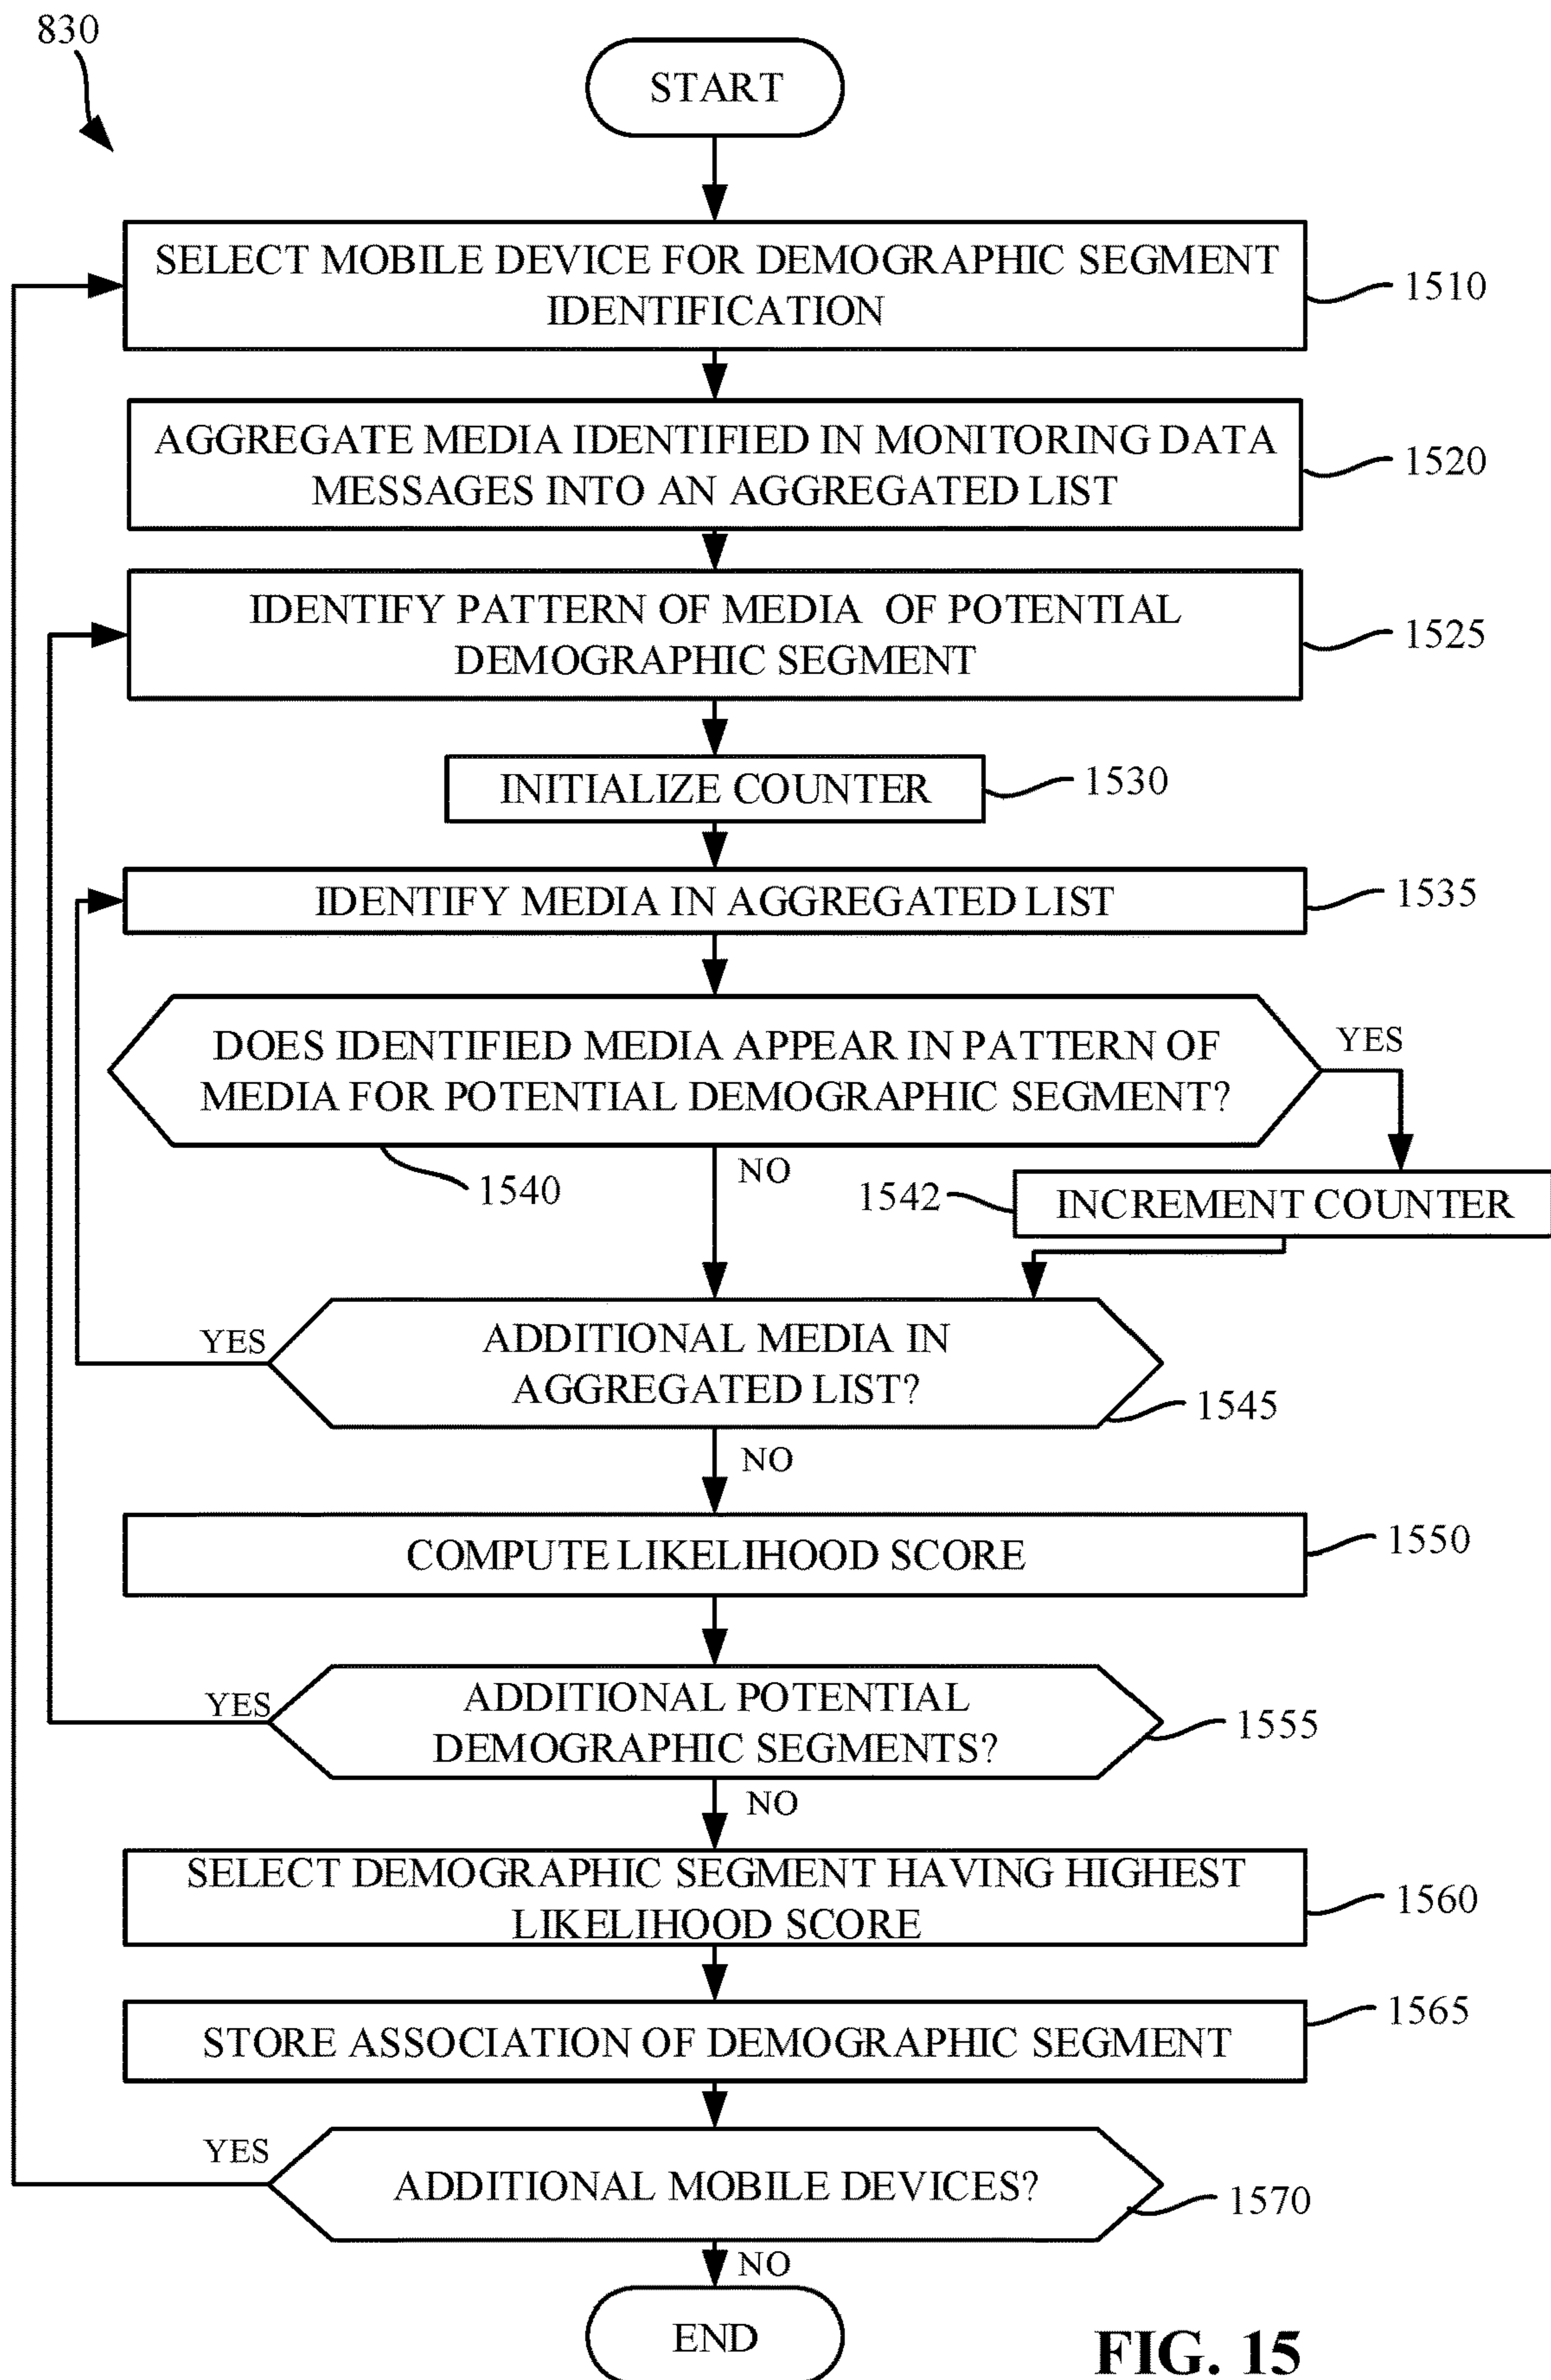 830
START
SELECT MOBILE DEVICE FOR DEMOGRAPHIC SEGMENT
IDENTIFICATION
1510
AGGREGATE MEDIA IDENTIFIED IN MONITORING DATA
MESSAGES INTO AN AGGREGATED LIST
1520
IDENTIFY PATTERN OF MEDIA OF POTENTIAL
DEMOGRAPHIC SEGMENT
1525
INITIALIZE COUNTER
1530
IDENTIFY MEDIA IN AGGREGATED LIST
1535
DOES IDENTIFIED MEDIA APPEAR IN PATTERN OF
MEDIA FOR POTENTIAL DEMOGRAPHIC SEGMENT?
YES
1540
NO
1542
INCREMENT COUNTER
YES
ADDITIONAL MEDIA IN
AGGREGATED LIST?
1545
NO
COMPUTE LIKELIHOOD SCORE
1550
YES
ADDITIONAL POTENTIAL
DEMOGRAPHIC SEGMENTS?
1555
NO
SELECT DEMOGRAPHIC SEGMENT HAVING HIGHEST
LIKELIHOOD SCORE
1560
STORE ASSOCIATION OF DEMOGRAPHIC SEGMENT
1565
YES
ADDITIONAL MOBILE DEVICES?
1570
NO
END
FIG. 15